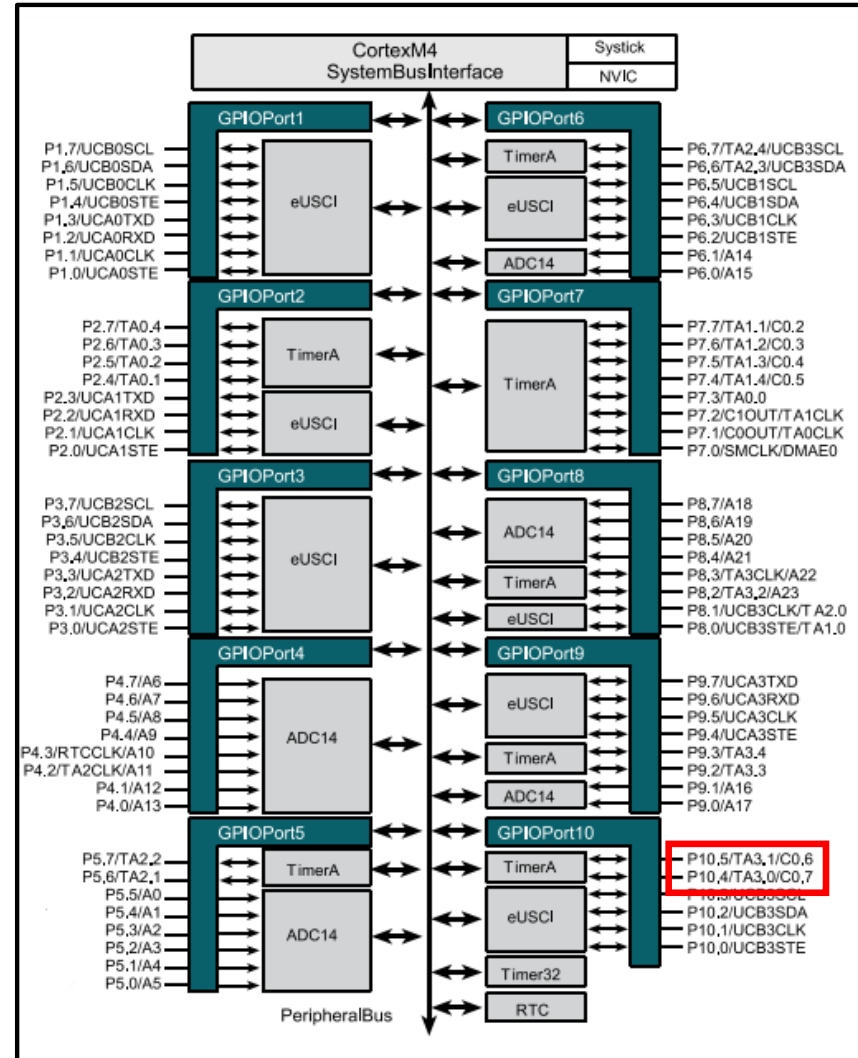 CortexM4
SystemBusInterface
Systick
NVIC
GPIOPort1
P1.7/UCB0SCL
P1.6/UCB0SDA
P1.5/UCB0CLK
P1.4/UCB0STE
P1.3/UCA0TXD
P1.2/UCA0RXD
P1.1/UCA0CLK
P1.0/UCA0STE
eUSCI
GPIOPort2
P2.7/TA0.4
P2.6/TA0.3
P2.5/TA0.2
P2.4/TA0.1
P2.3/UCA1TXD
P2.2/UCA1RXD
P2.1/UCA1CLK
P2.0/UCA1STE
TimerA
eUSCI
GPIOPort3
P3.7/UCB2SCL
P3.6/UCB2SDA
P3.5/UCB2CLK
P3.4/UCB2STE
P3.3/UCA2TXD
P3.2/UCA2RXD
P3.1/UCA2CLK
P3.0/UCA2STE
eUSCI
GPIOPort4
P4.7/A6
P4.6/A7
P4.5/A8
P4.4/A9
P4.3/RTCCLK/A10
P4.2/TA2CLK/A11
P4.1/A12
P4.0/A13
ADC14
GPIOPort5
P5.7/TA2.2
P5.6/TA2.1
P5.5/A0
P5.4/A1
P5.3/A2
P5.2/A3
P5.1/A4
P5.0/A5
TimerA
ADC14
PeripheralBus
GPIOPort6
TimerA
eUSCI
ADC14
P6.7/TA2.4/UCB3SCL
P6.6/TA2.3/UCB3SDA
P6.5/UCB1SCL
P6.4/UCB1SDA
P6.3/UCB1CLK
P6.2/UCB1STE
P6.1/A14
P6.0/A15
GPIOPort7
TimerA
P7.7/TA1.1/C0.2
P7.6/TA1.2/C0.3
P7.5/TA1.3/C0.4
P7.4/TA1.4/C0.5
P7.3/TA0.0
P7.2/C1OUT/TA1CLK
P7.1/C0OUT/TA0CLK
P7.0/SMCLK/DMAE0
GPIOPort8
ADC14
TimerA
eUSCI
P8.7/A18
P8.6/A19
P8.5/A20
P8.4/A21
P8.3/TA3CLK/A22
P8.2/TA3.2/A23
P8.1/UCB3CLK/TA2.0
P8.0/UCB3STE/TA1.0
GPIOPort9
eUSCI
TimerA
ADC14
P9.7/UCA3TXD
P9.6/UCA3RXD
P9.5/UCA3CLK
P9.4/UCA3STE
P9.3/TA3.4
P9.2/TA3.3
P9.1/A16
P9.0/A17
GPIOPort10
TimerA
eUSCI
Timer32
RTC
P10.5/TA3.1/C0.6
P10.4/TA3.0/C0.7
P10.3/UCB3SCL
P10.2/UCB3SDA
P10.1/UCB3CLK
P10.0/UCB3STE